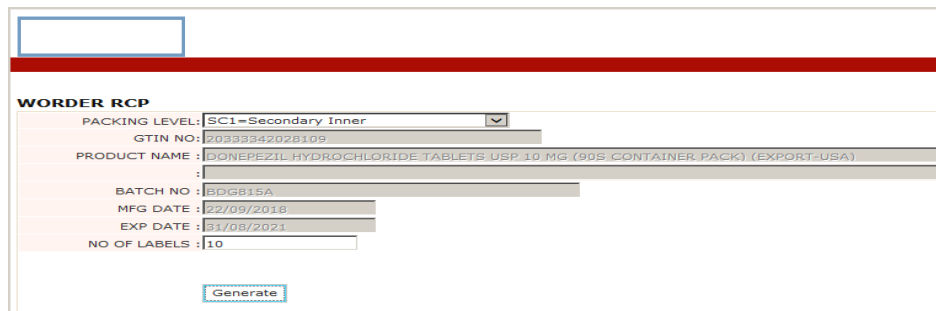 WORDER RCP
PACKING LEVEL: SC1=Secondary Inner
GTIN NO: 20333342028109
PRODUCT NAME : DONEPEZIL HYDROCHLORIDE TABLETS USP 10 MG (90S CONTAINER PACK) (EXPORT-USA)
:
BATCH NO : BDG815A
MFG DATE : 22/09/2018
EXP DATE : 31/08/2021
NO OF LABELS : 10
Generate